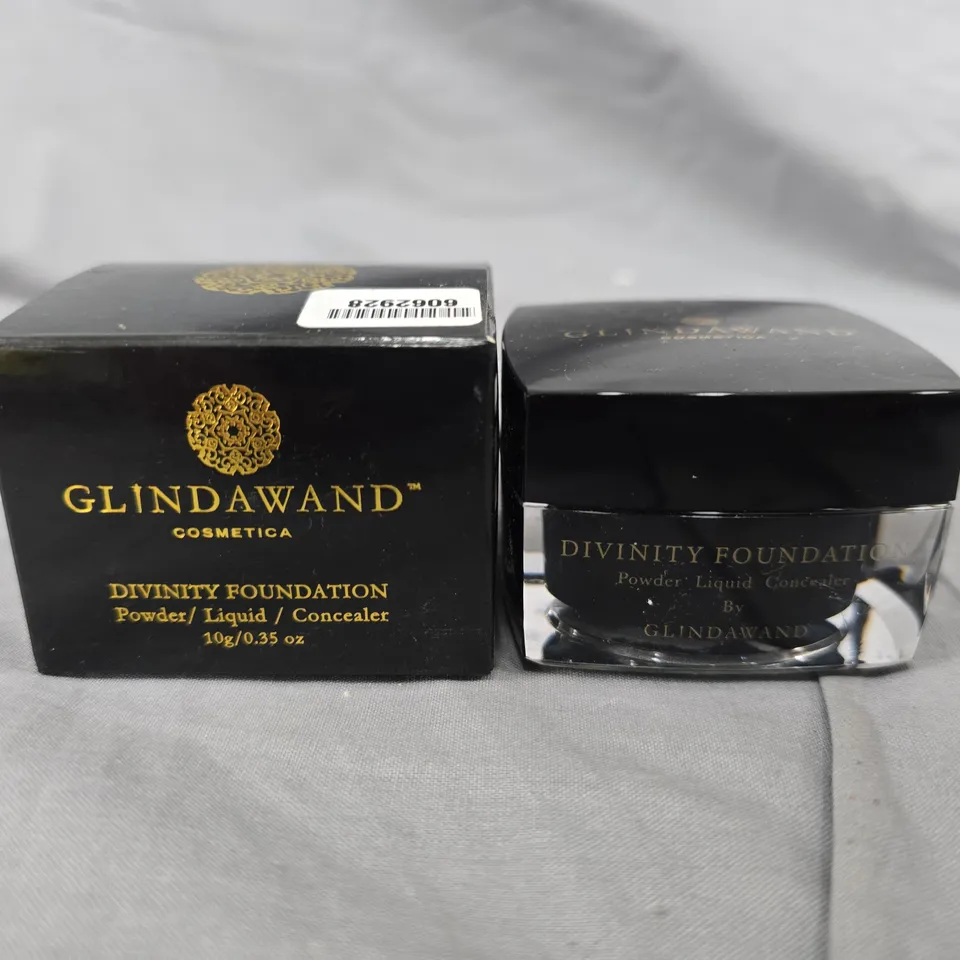 6062928
GLINDAWAND™
COSMETICA
DIVINITY FOUNDATION
Powder/ Liquid / Concealer
10g/0.35 oz
GLINDAWAND
COSMETICA
DIVINITY FOUNDATION
Powder Liquid Concealer
By
GLINDAWAND